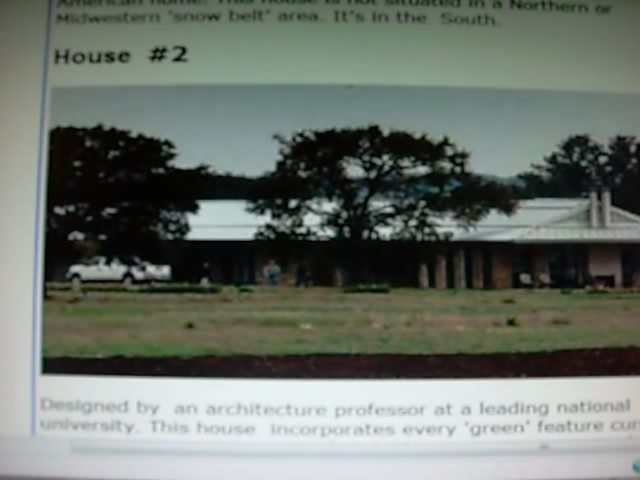 American home. This house is not situated in a Northern or
Midwestern "snow belt" area. It's in the South.
House #2
Designed by an architecture professor at a leading national
university. This house incorporates every "green" feature cur